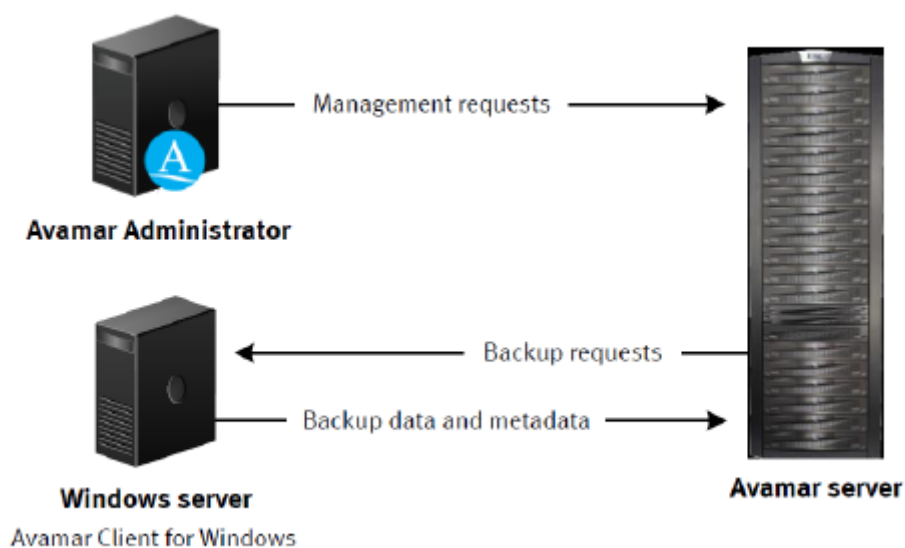 Management requests
A
Avamar Administrator
Backup requests
Backup data and metadata
Windows server
Avamar Client for Windows
Avamar server